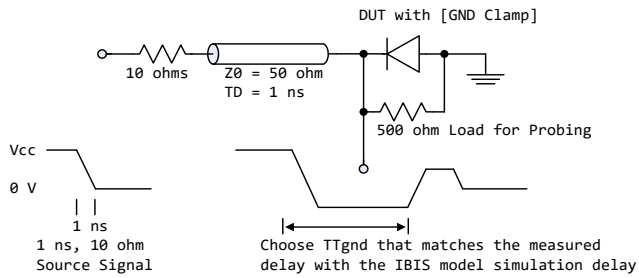 DUT with [GND Clamp]
10 ohms
Z0 = 50 ohm
TD = 1 ns
500 ohm Load for Probing
Vcc
0 V
1 ns
1 ns, 10 ohm
Source Signal
Choose TTgnd that matches the measured
delay with the IBIS model simulation delay